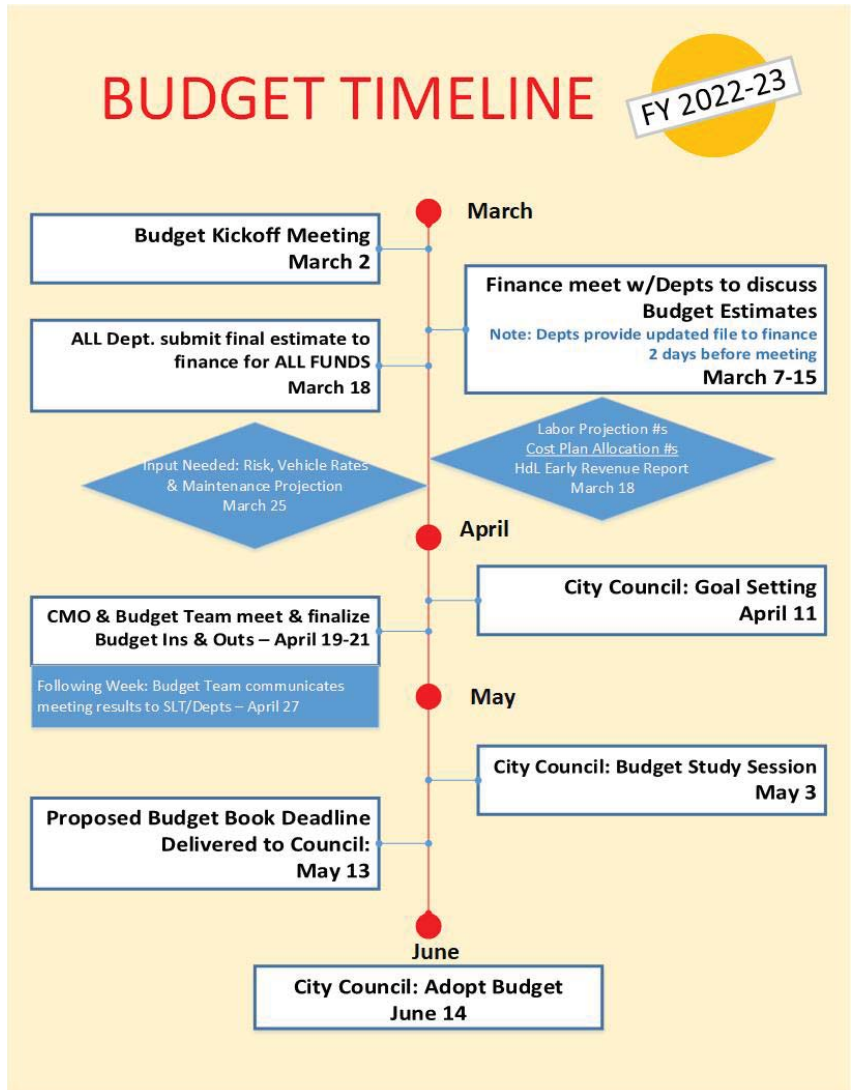 BUDGET TIMELINE
FY 2022-23
March
Budget Kickoff Meeting
March 2
Finance meet w/Depts to discuss
Budget Estimates
Note: Depts provide updated file to finance
2 days before meeting
March 7-15
ALL Dept. submit final estimate to
finance for ALL FUNDS
March 18
Labor Projection #s
Cost Plan Allocation #s
HdL Early Revenue Report
March 18
Input Needed: Risk, Vehicle Rates
& Maintenance Projection
March 25
April
City Council: Goal Setting
April 11
CMO & Budget Team meet & finalize
Budget Ins & Outs – April 19-21
Following Week: Budget Team communicates
meeting results to SLT/Depts – April 27
May
City Council: Budget Study Session
May 3
Proposed Budget Book Deadline
Delivered to Council:
May 13
June
City Council: Adopt Budget
June 14